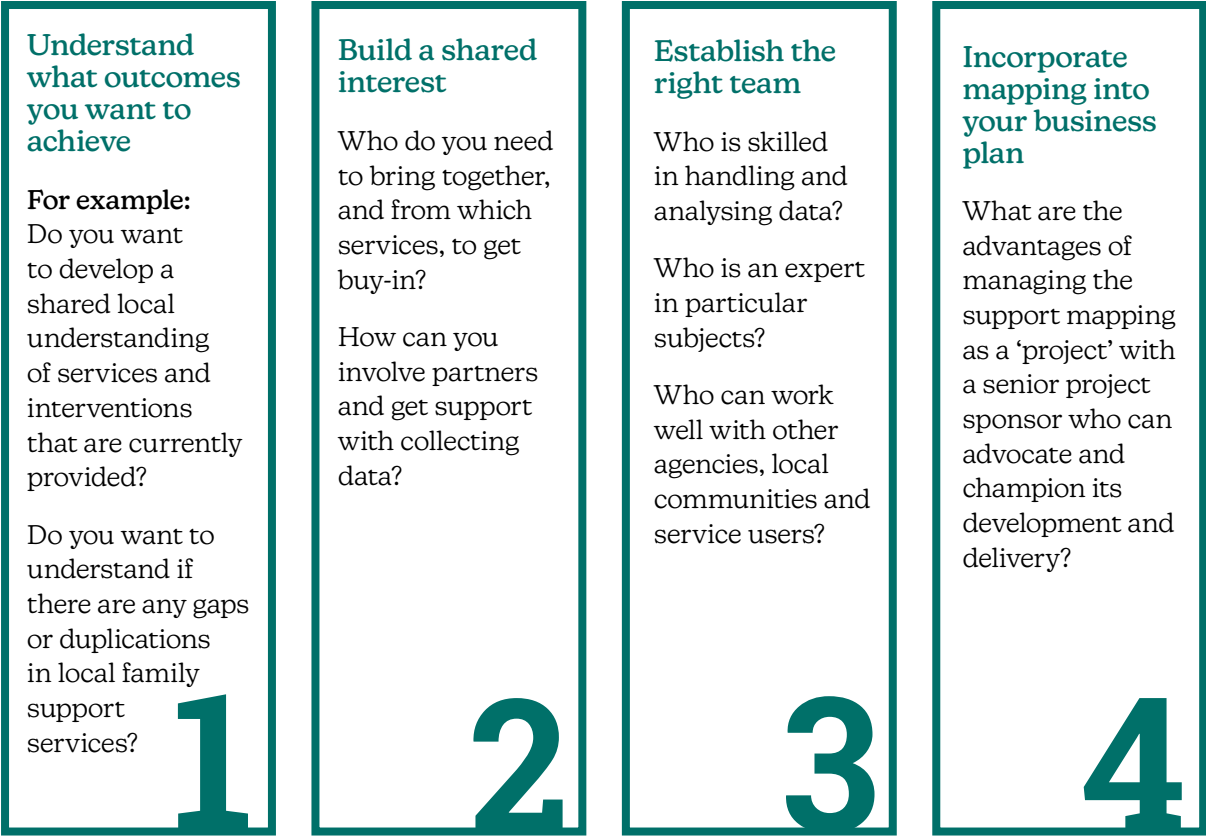 Understand
what outcomes
you want to
achieve
For example:
Do you want
to develop a
shared local
understanding
of services and
interventions
that are currently
provided?
Do you want to
understand if
there are any gaps
or duplications
in local family
support
services?
1
Build a shared
interest
Who do you need
to bring together,
and from which
services, to get
buy-in?
How can you
involve partners
and get support
with collecting
data?
2
Establish the
right team
Who is skilled
in handling and
analysing data?
Who is an expert
in particular
subjects?
Who can work
well with other
agencies, local
communities and
service users?
3
Incorporate
mapping into
your business
plan
What are the
advantages of
managing the
support mapping
as a ‘project’ with
a senior project
sponsor who can
advocate and
champion its
development and
delivery?
4